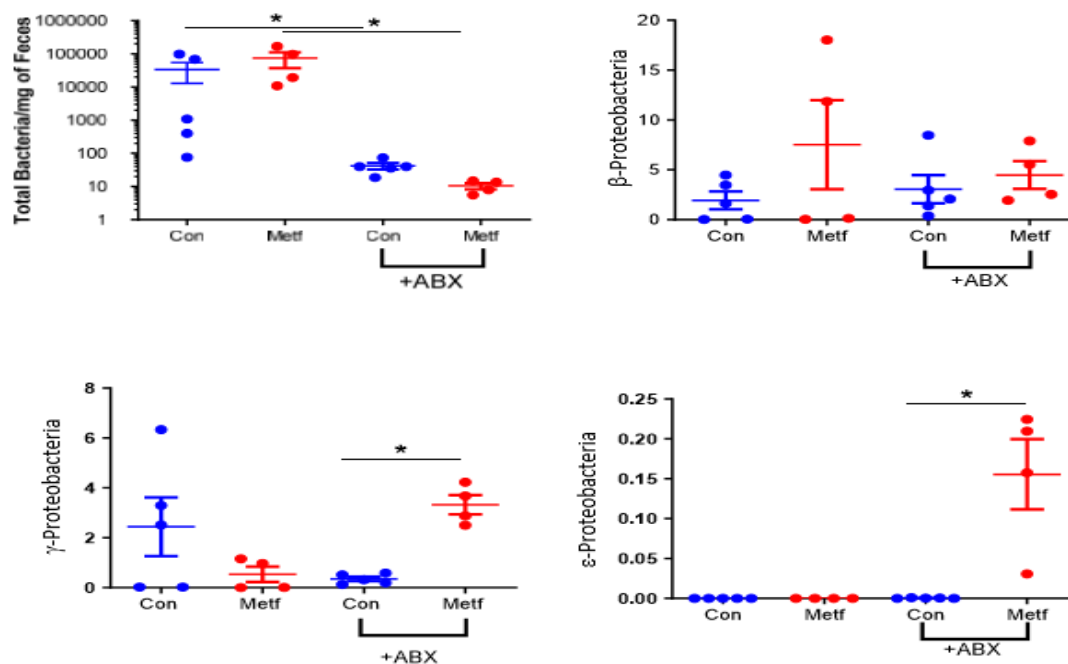 Total Bacteria/mg of Feces
1000000
100000
10000
1000
100
10
1
*
*
Con
Metf
Con
Metf
+ABX
β-Proteobacteria
20
15
10
5
0
Con
Metf
Con
Metf
+ABX
γ-Proteobacteria
8
6
4
2
0
*
Con
Metf
Con
Metf
+ABX
ε-Proteobacteria
0.25
0.20
0.15
0.10
0.05
0.00
*
Con
Metf
Con
Metf
+ABX